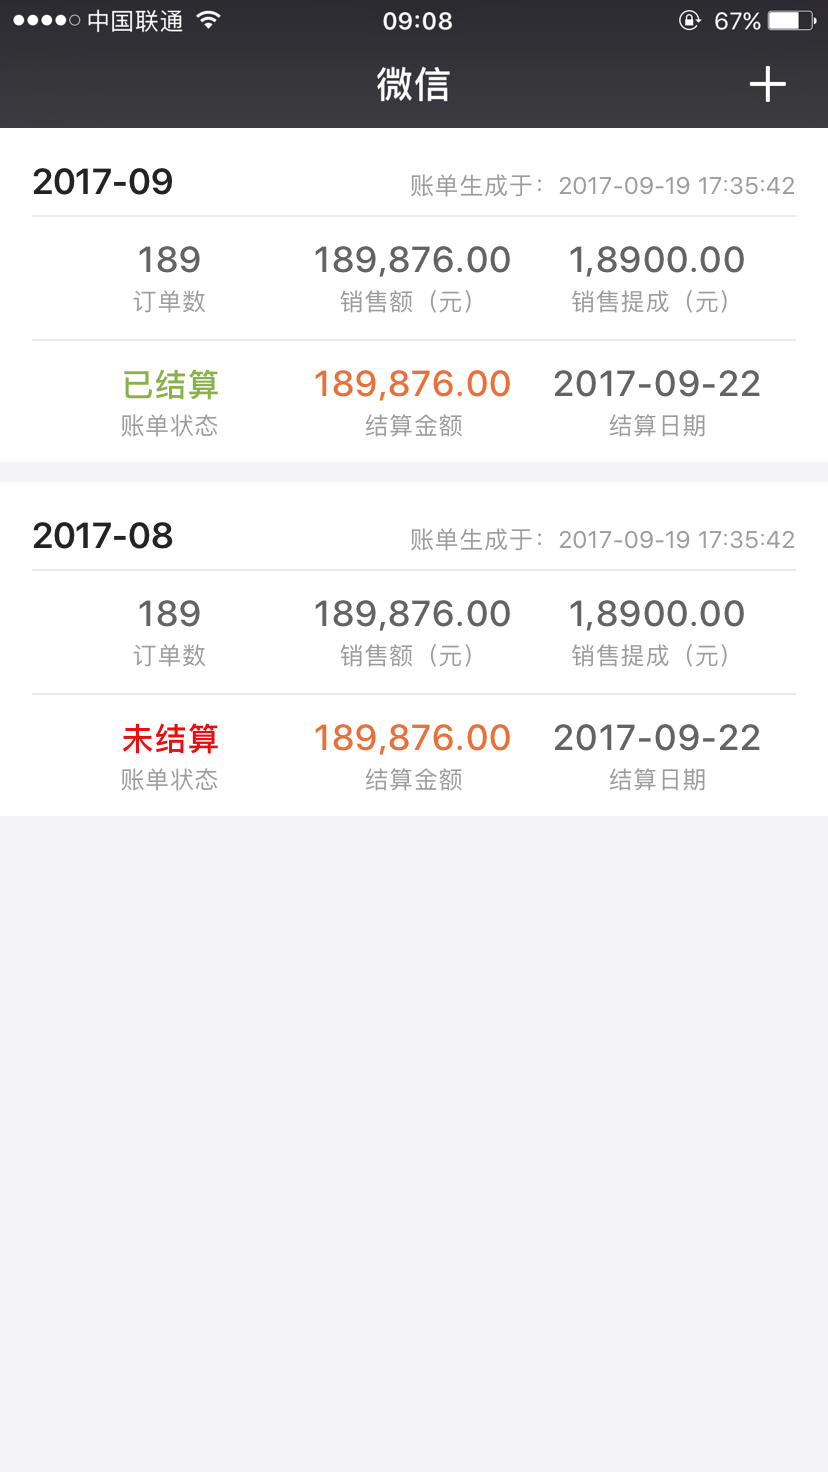 中国联通 09:08 67%
微信
2017-09 账单生成于：2017-09-19 17:35:42
189 189,876.00 1,8900.00
订单数 销售额（元） 销售提成（元）
已结算 189,876.00 2017-09-22
账单状态 结算金额 结算日期
2017-08 账单生成于：2017-09-19 17:35:42
189 189,876.00 1,8900.00
订单数 销售额（元） 销售提成（元）
未结算 189,876.00 2017-09-22
账单状态 结算金额 结算日期